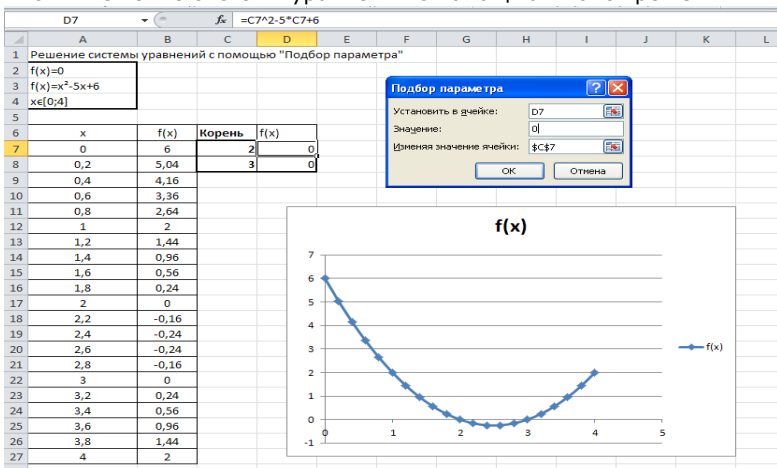 D7 fx =C7^2-5*C7+6
A B C D E F G H I J K L
1 Решение системы уравнений с помощью "Подбор параметра"
2 f(x)=0
3 f(x)=x²-5x+6
4 xє[0;4]
5
6 x f(x) Корень f(x)
7 0 6 2 0
8 0,2 5,04 3 0
9 0,4 4,16
10 0,6 3,36
11 0,8 2,64
12 1 2
13 1,2 1,44
14 1,4 0,96
15 1,6 0,56
16 1,8 0,24
17 2 0
18 2,2 -0,16
19 2,4 -0,24
20 2,6 -0,24
21 2,8 -0,16
22 3 0
23 3,2 0,24
24 3,4 0,56
25 3,6 0,96
26 3,8 1,44
27 4 2
Подбор параметра
Установить в ячейке: D7
Значение: 0
Изменяя значение ячейки: $C$7
ОК Отмена
f(x)
7
6
5
4
3
2
1
0
-1
0 1 2 3 4 5
f(x)